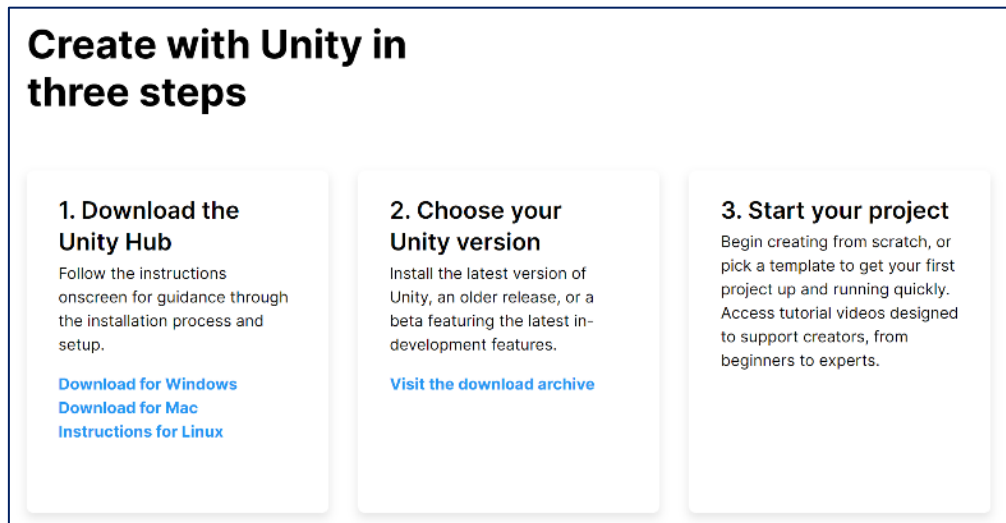 Create with Unity in
three steps
1. Download the
Unity Hub
Follow the instructions
onscreen for guidance through
the installation process and
setup.
Download for Windows
Download for Mac
Instructions for Linux
2. Choose your
Unity version
Install the latest version of
Unity, an older release, or a
beta featuring the latest in-
development features.
Visit the download archive
3. Start your project
Begin creating from scratch, or
pick a template to get your first
project up and running quickly.
Access tutorial videos designed
to support creators, from
beginners to experts.